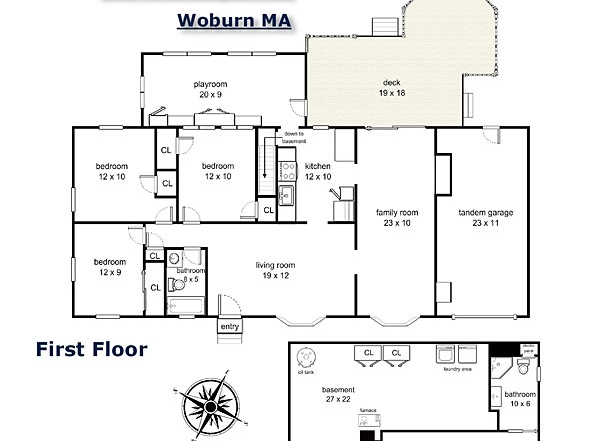 Woburn MA
playroom
20 x 9
deck
19 x 18
down to
basement
CL
CL
bedroom
12 x 10
bedroom
12 x 10
kitchen
12 x 10
CL
family room
23 x 10
tandem garage
23 x 11
bedroom
12 x 9
CL
CL
bathroom
8 x 5
living room
19 x 12
entry
First Floor
oil tank
CL
CL
laundry area
electric
panel
basement
27 x 22
bathroom
10 x 6
furnace